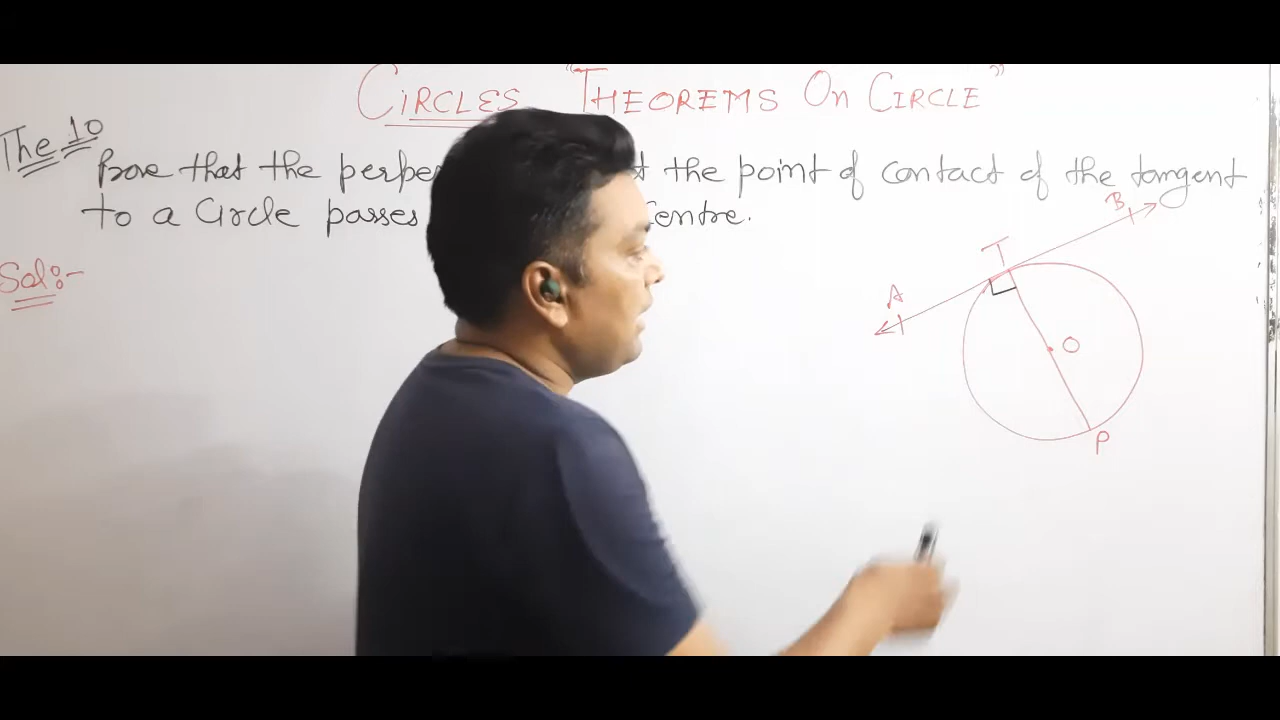 CIRCLES "THEOREMS ON CIRCLE"
The 10
Prove that the the point of contact of the tangent
to a Circle passes Centre.
Sol:-
B
T
A
O
P